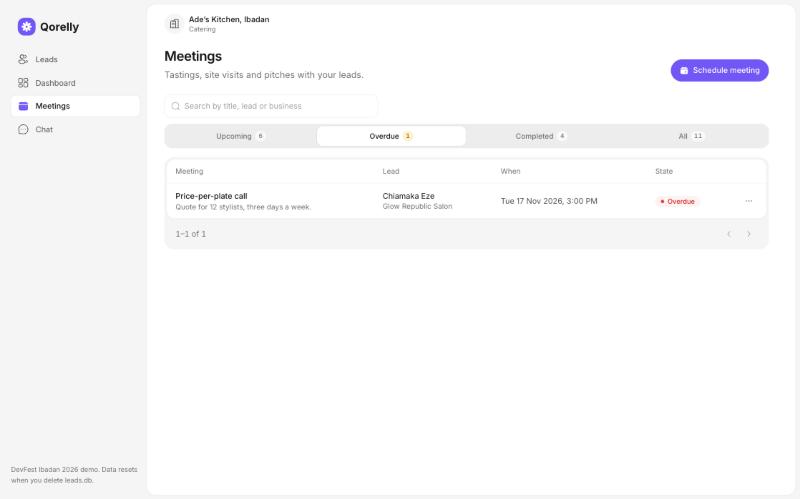 Qorelly
Leads
Dashboard
Meetings
Chat
DevFest Ibadan 2026 demo. Data resets
when you delete leads.db.
Ade's Kitchen, Ibadan
Catering
Meetings
Tastings, site visits and pitches with your leads.
Schedule meeting
Search by title, lead or business
Upcoming 6 Overdue 1 Completed 4 All 11
Meeting Lead When State
Price-per-plate call Chiamaka Eze Tue 17 Nov 2026, 3:00 PM Overdue
Quote for 12 stylists, three days a week. Glow Republic Salon
1–1 of 1